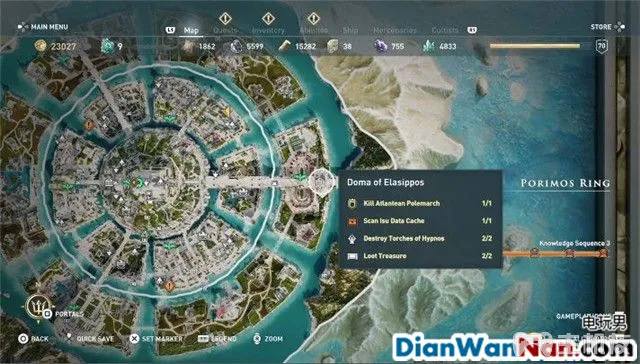 MAIN MENU
STORE
L1 Map Quests Inventory Abilities Ship Mercenaries Cultists R1
23027 9 1862 5599 15282 38 755 4833 70
Doma of Elasippos
Kill Atlantean Polemarch 1/1
Scan Isu Data Cache 1/1
Destroy Torches of Hypnos 2/2
Loot Treasure 2/2
PORIMOS RING
Knowledge Sequence 3
PORTALS
BACK QUICK SAVE SET MARKER LEGEND ZOOM
电玩男
DianWanNan.com